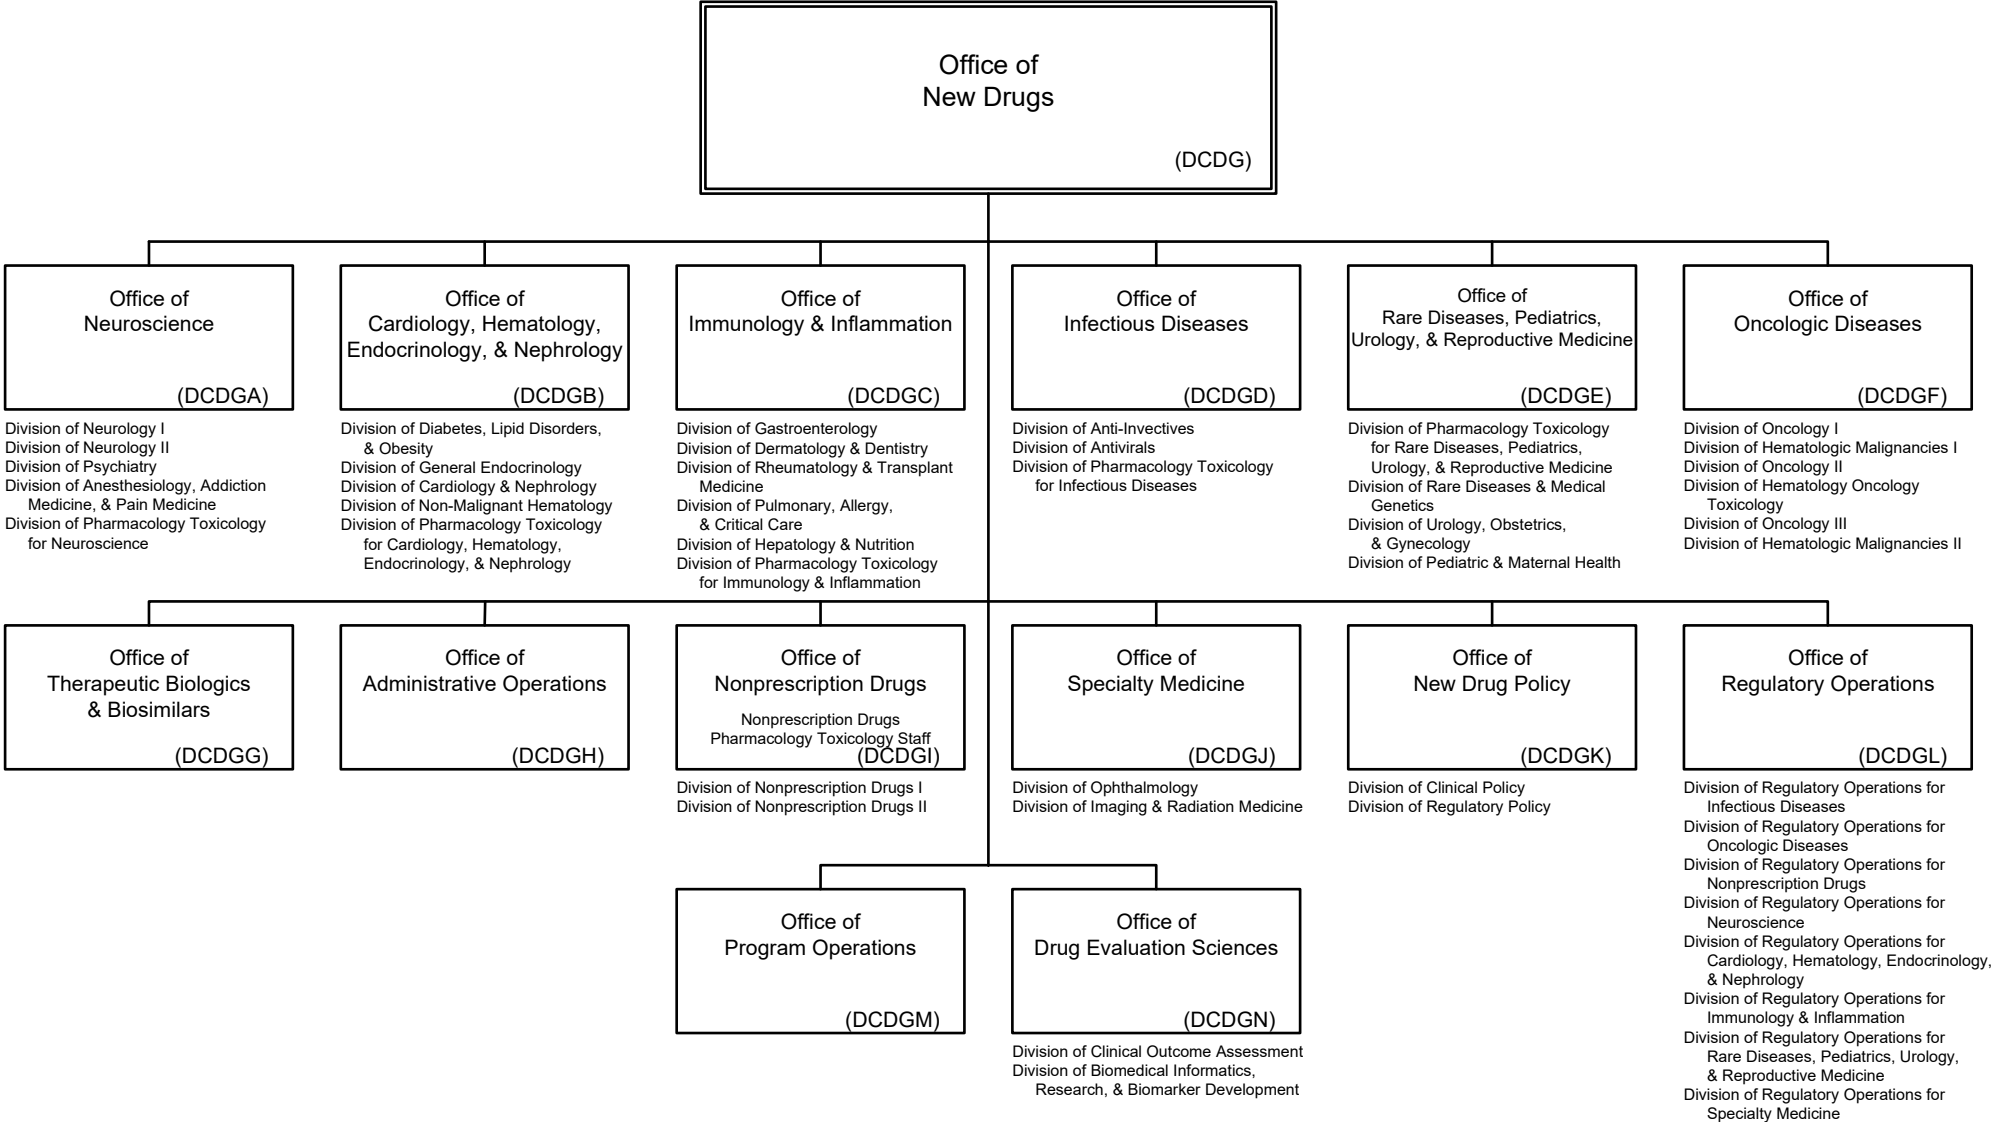 Office of
New Drugs
(DCDG)
Office of
Neuroscience
(DCDGA)
Division of Neurology I
Division of Neurology II
Division of Psychiatry
Division of Anesthesiology, Addiction
Medicine, & Pain Medicine
Division of Pharmacology Toxicology
for Neuroscience
Office of
Cardiology, Hematology,
Endocrinology, & Nephrology
(DCDGB)
Division of Diabetes, Lipid Disorders,
& Obesity
Division of General Endocrinology
Division of Cardiology & Nephrology
Division of Non-Malignant Hematology
Division of Pharmacology Toxicology
for Cardiology, Hematology,
Endocrinology, & Nephrology
Office of
Immunology & Inflammation
(DCDGC)
Division of Gastroenterology
Division of Dermatology & Dentistry
Division of Rheumatology & Transplant
Medicine
Division of Pulmonary, Allergy,
& Critical Care
Division of Hepatology & Nutrition
Division of Pharmacology Toxicology
for Immunology & Inflammation
Office of
Infectious Diseases
(DCDGD)
Division of Anti-Invectives
Division of Antivirals
Division of Pharmacology Toxicology
for Infectious Diseases
Office of
Rare Diseases, Pediatrics,
Urology, & Reproductive Medicine
(DCDGE)
Division of Pharmacology Toxicology
for Rare Diseases, Pediatrics,
Urology, & Reproductive Medicine
Division of Rare Diseases & Medical
Genetics
Division of Urology, Obstetrics,
& Gynecology
Division of Pediatric & Maternal Health
Office of
Oncologic Diseases
(DCDGF)
Division of Oncology I
Division of Hematologic Malignancies I
Division of Oncology II
Division of Hematology Oncology
Toxicology
Division of Oncology III
Division of Hematologic Malignancies II
Office of
Therapeutic Biologics
& Biosimilars
(DCDGG)
Office of
Administrative Operations
(DCDGH)
Office of
Nonprescription Drugs
Nonprescription Drugs
Pharmacology Toxicology Staff
(DCDGI)
Division of Nonprescription Drugs I
Division of Nonprescription Drugs II
Office of
Specialty Medicine
(DCDGJ)
Division of Ophthalmology
Division of Imaging & Radiation Medicine
Office of
New Drug Policy
(DCDGK)
Division of Clinical Policy
Division of Regulatory Policy
Office of
Regulatory Operations
(DCDGL)
Division of Regulatory Operations for
Infectious Diseases
Division of Regulatory Operations for
Oncologic Diseases
Division of Regulatory Operations for
Nonprescription Drugs
Division of Regulatory Operations for
Neuroscience
Division of Regulatory Operations for
Cardiology, Hematology, Endocrinology,
& Nephrology
Division of Regulatory Operations for
Immunology & Inflammation
Division of Regulatory Operations for
Rare Diseases, Pediatrics, Urology,
& Reproductive Medicine
Division of Regulatory Operations for
Specialty Medicine
Office of
Program Operations
(DCDGM)
Office of
Drug Evaluation Sciences
(DCDGN)
Division of Clinical Outcome Assessment
Division of Biomedical Informatics,
Research, & Biomarker Development